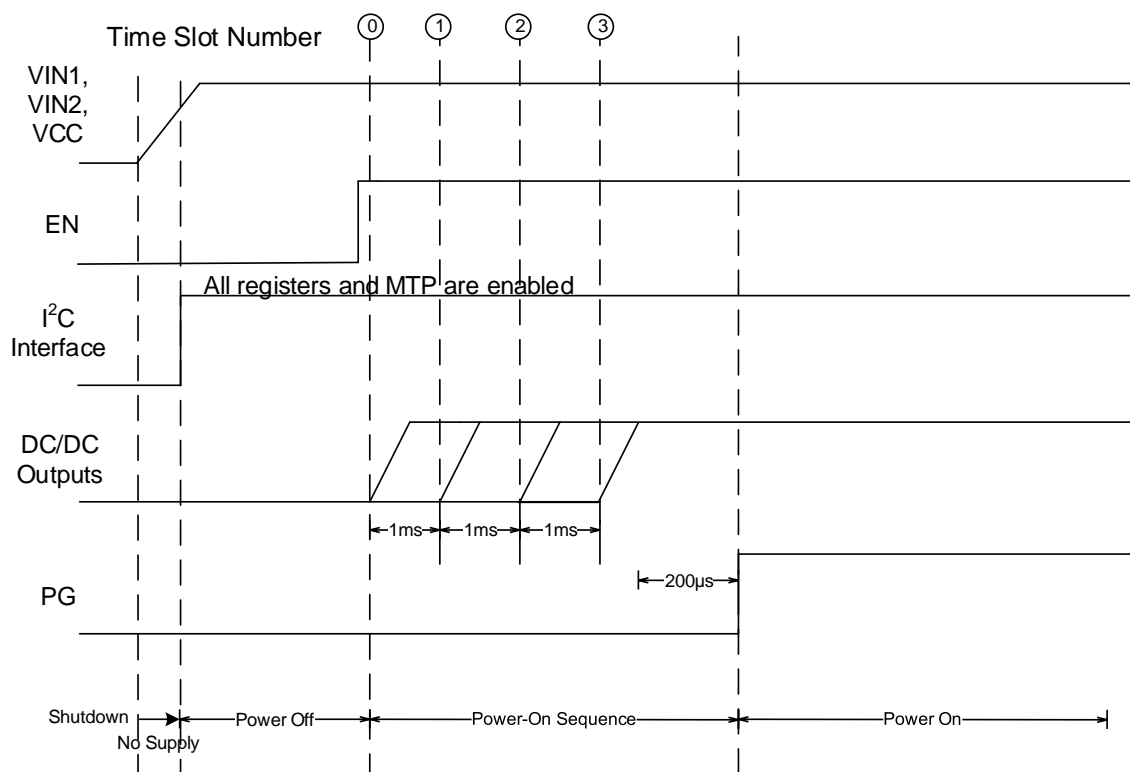 Time Slot Number
0
1
2
3
VIN1,
VIN2,
VCC
EN
All registers and MTP are enabled
I²C
Interface
DC/DC
Outputs
1ms
1ms
1ms
200µs
PG
Shutdown
No Supply
Power Off
Power-On Sequence
Power On